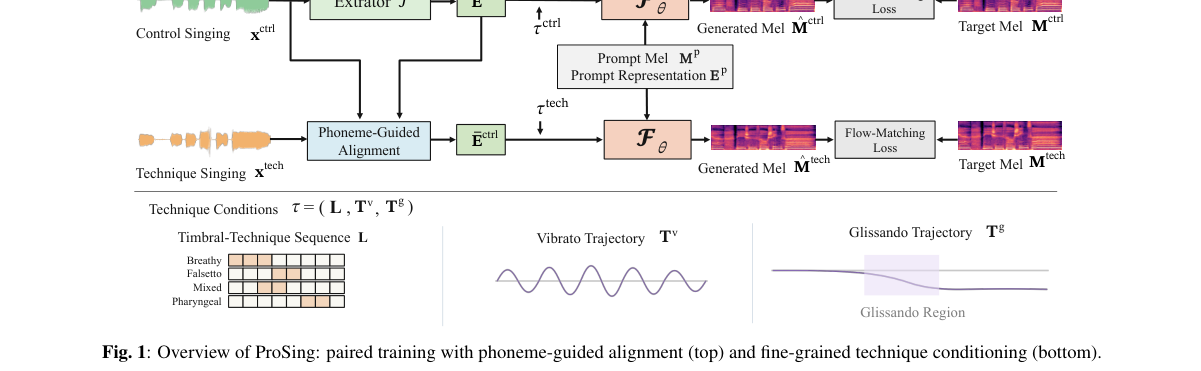 Extrator 𝒥
E
Loss
Control Singing x^ctrl
τ^ctrl
Generated Mel M̂^ctrl
Target Mel M^ctrl
Prompt Mel M^p
Prompt Representation E^p
τ^tech
Phoneme-Guided
Alignment
Ē^ctrl
𝓕_θ
Flow-Matching
Loss
Technique Singing x^tech
Generated Mel M̂^tech
Target Mel M^tech
Technique Conditions τ = ( L , T^v, T^g )
Timbral-Technique Sequence L
Breathy
Falsetto
Mixed
Pharyngeal
Vibrato Trajectory T^v
Glissando Trajectory T^g
Glissando Region
Fig. 1: Overview of ProSing: paired training with phoneme-guided alignment (top) and fine-grained technique conditioning (bottom).